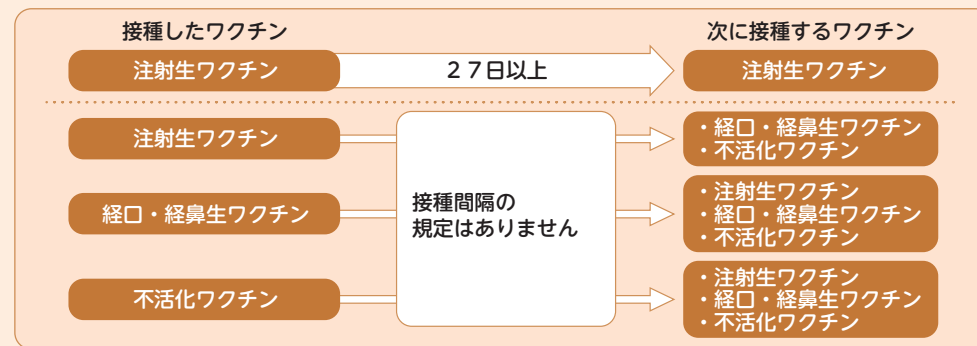 接種したワクチン
次に接種するワクチン
注射生ワクチン
２７日以上
注射生ワクチン
注射生ワクチン
・経口・経鼻生ワクチン
・不活化ワクチン
経口・経鼻生ワクチン
接種間隔の
規定はありません
・注射生ワクチン
・経口・経鼻生ワクチン
・不活化ワクチン
不活化ワクチン
・注射生ワクチン
・経口・経鼻生ワクチン
・不活化ワクチン